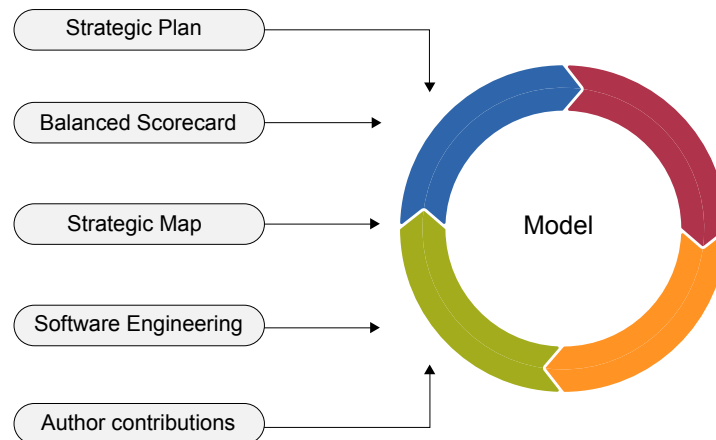 Strategic Plan
Balanced Scorecard
Strategic Map
Model
Software Engineering
Author contributions